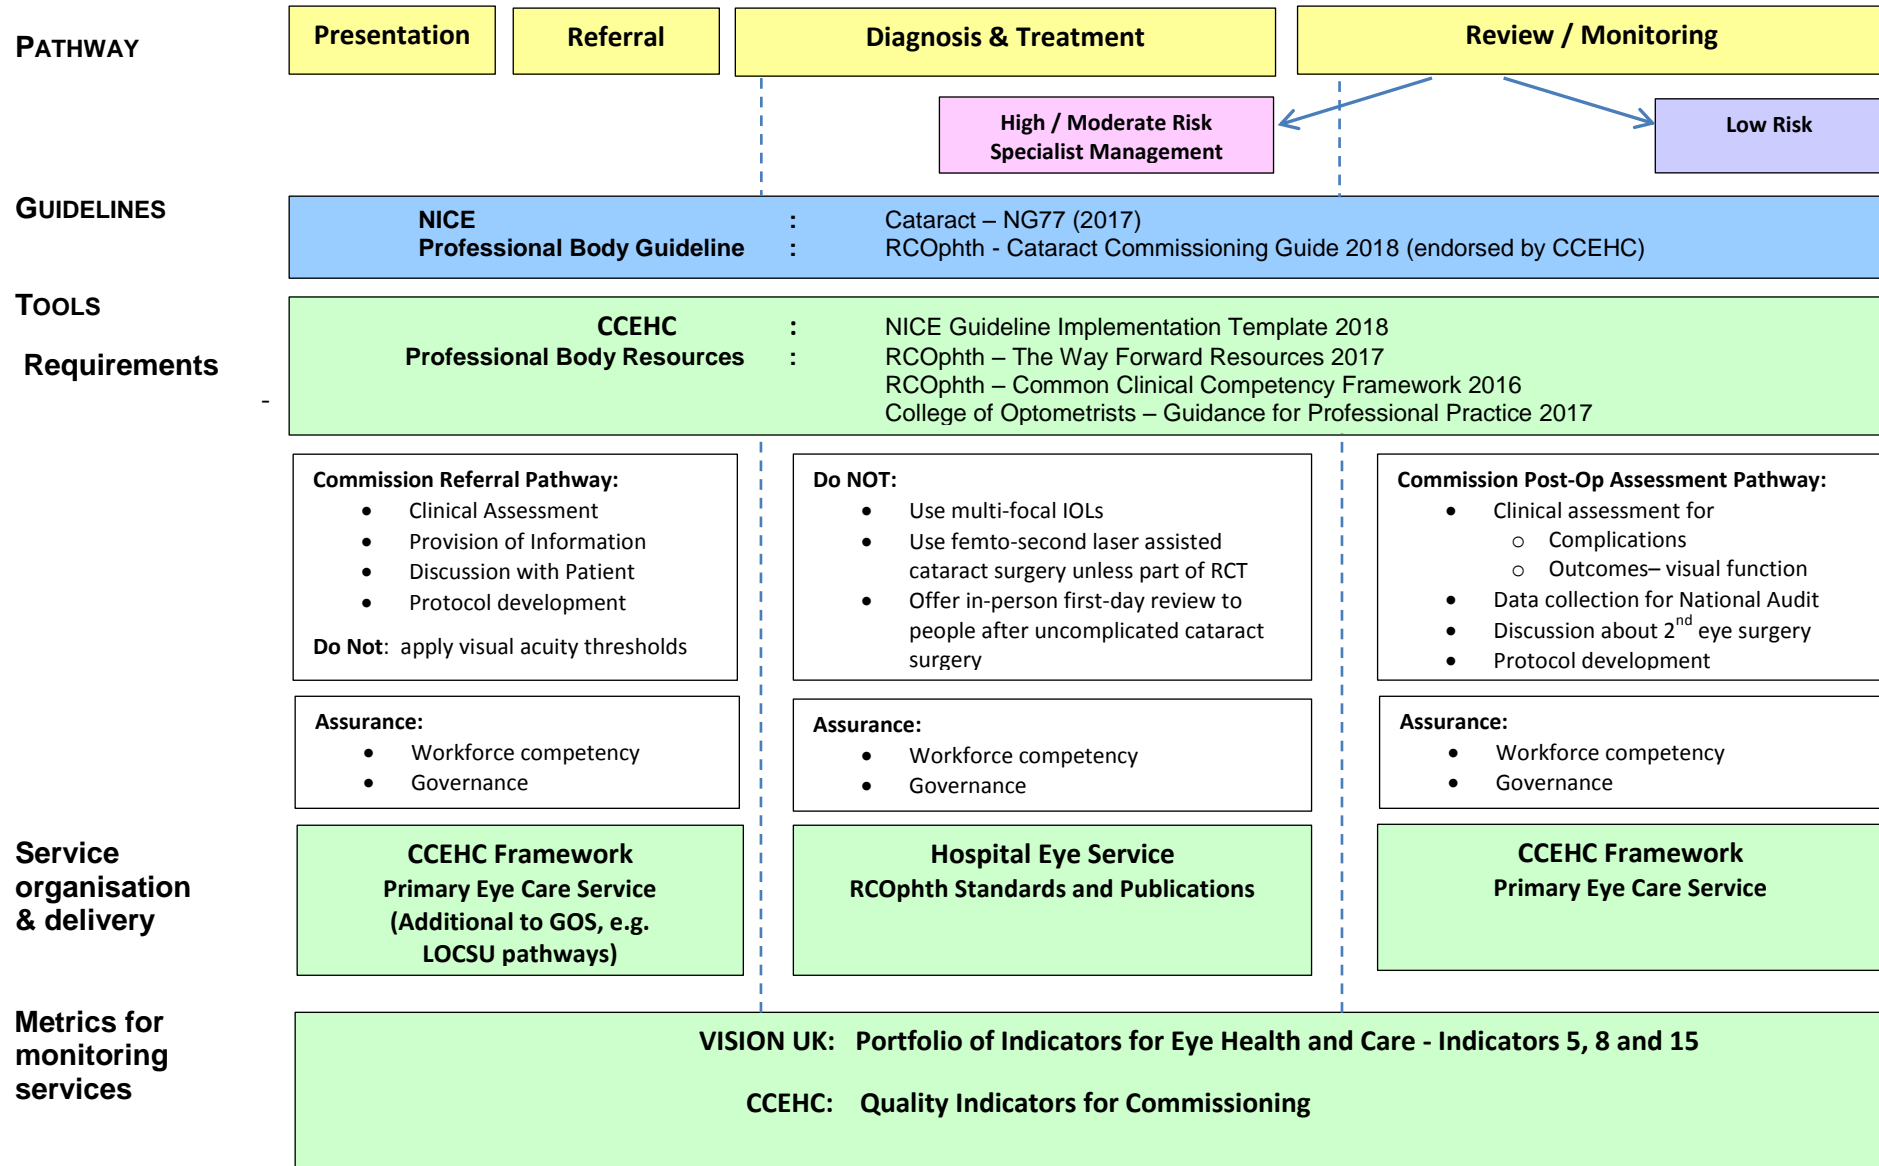 PATHWAY
Presentation
Referral
Diagnosis & Treatment
Review / Monitoring
High / Moderate Risk
Specialist Management
Low Risk
GUIDELINES
NICE : Cataract – NG77 (2017)
Professional Body Guideline : RCOphth - Cataract Commissioning Guide 2018 (endorsed by CCEHC)
TOOLS
Requirements
-
CCEHC : NICE Guideline Implementation Template 2018
Professional Body Resources : RCOphth – The Way Forward Resources 2017
RCOphth – Common Clinical Competency Framework 2016
College of Optometrists – Guidance for Professional Practice 2017
Commission Referral Pathway:
• Clinical Assessment
• Provision of Information
• Discussion with Patient
• Protocol development
Do Not: apply visual acuity thresholds
Do NOT:
• Use multi-focal IOLs
• Use femto-second laser assisted
cataract surgery unless part of RCT
• Offer in-person first-day review to
people after uncomplicated cataract
surgery
Commission Post-Op Assessment Pathway:
• Clinical assessment for
o Complications
o Outcomes– visual function
• Data collection for National Audit
• Discussion about 2nd eye surgery
• Protocol development
Assurance:
• Workforce competency
• Governance
Assurance:
• Workforce competency
• Governance
Assurance:
• Workforce competency
• Governance
Service
organisation
& delivery
CCEHC Framework
Primary Eye Care Service
(Additional to GOS, e.g.
LOCSU pathways)
Hospital Eye Service
RCOphth Standards and Publications
CCEHC Framework
Primary Eye Care Service
Metrics for
monitoring
services
VISION UK: Portfolio of Indicators for Eye Health and Care - Indicators 5, 8 and 15
CCEHC: Quality Indicators for Commissioning